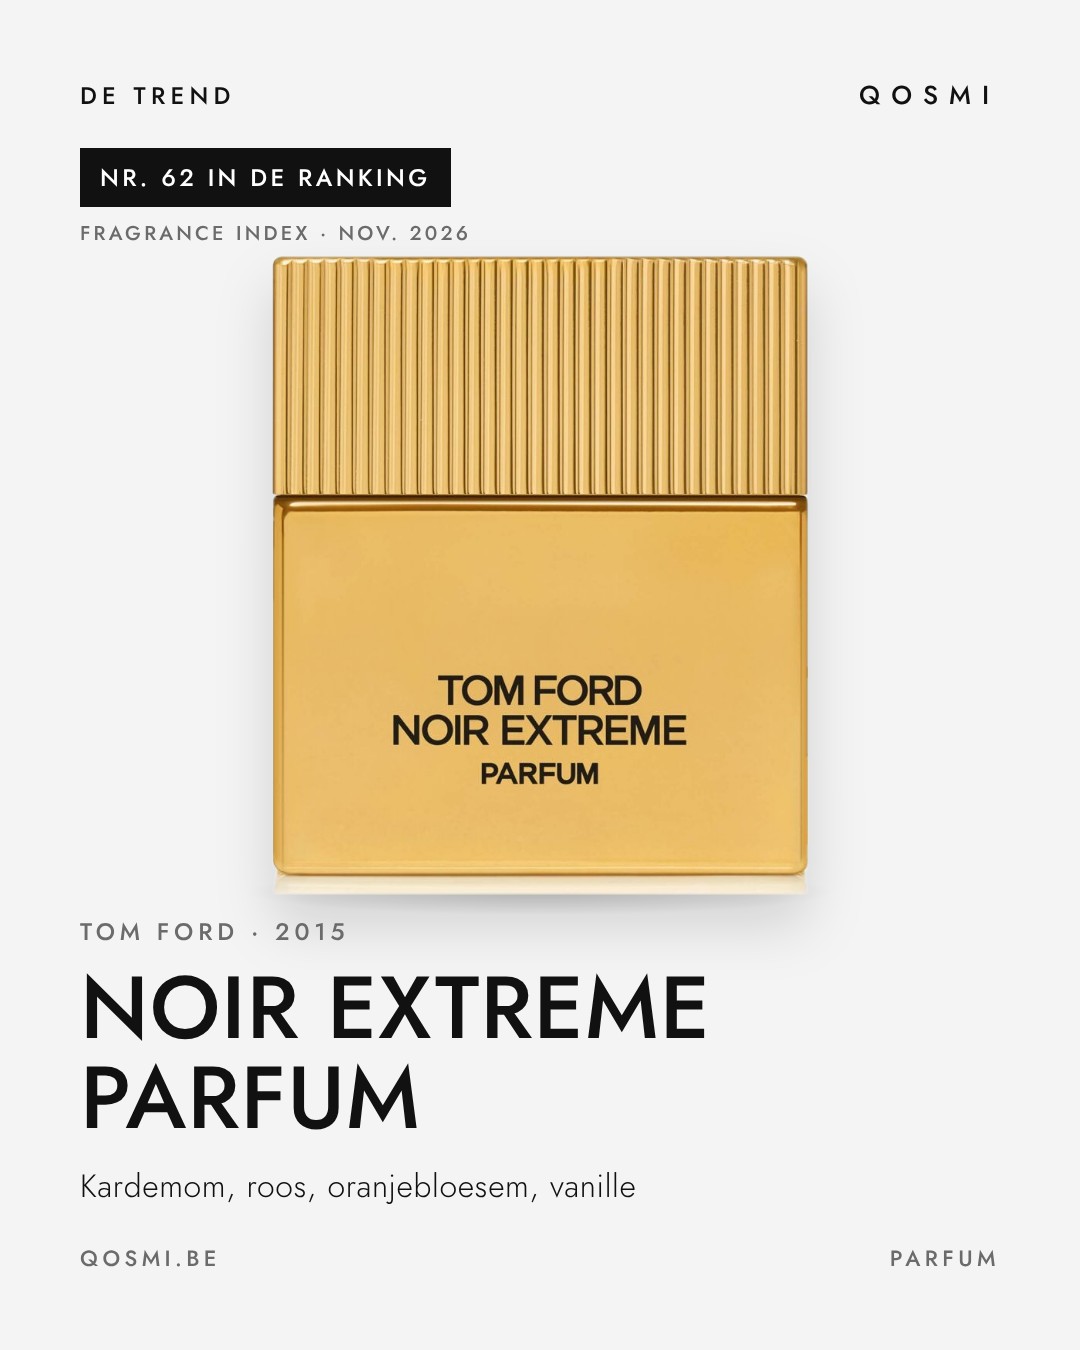 DE TREND
QOSMI
NR. 62 IN DE RANKING
FRAGRANCE INDEX · NOV. 2026
TOM FORD
NOIR EXTREME
PARFUM
TOM FORD · 2015
NOIR EXTREME
PARFUM
Kardemom, roos, oranjebloesem, vanille
QOSMI.BE
PARFUM